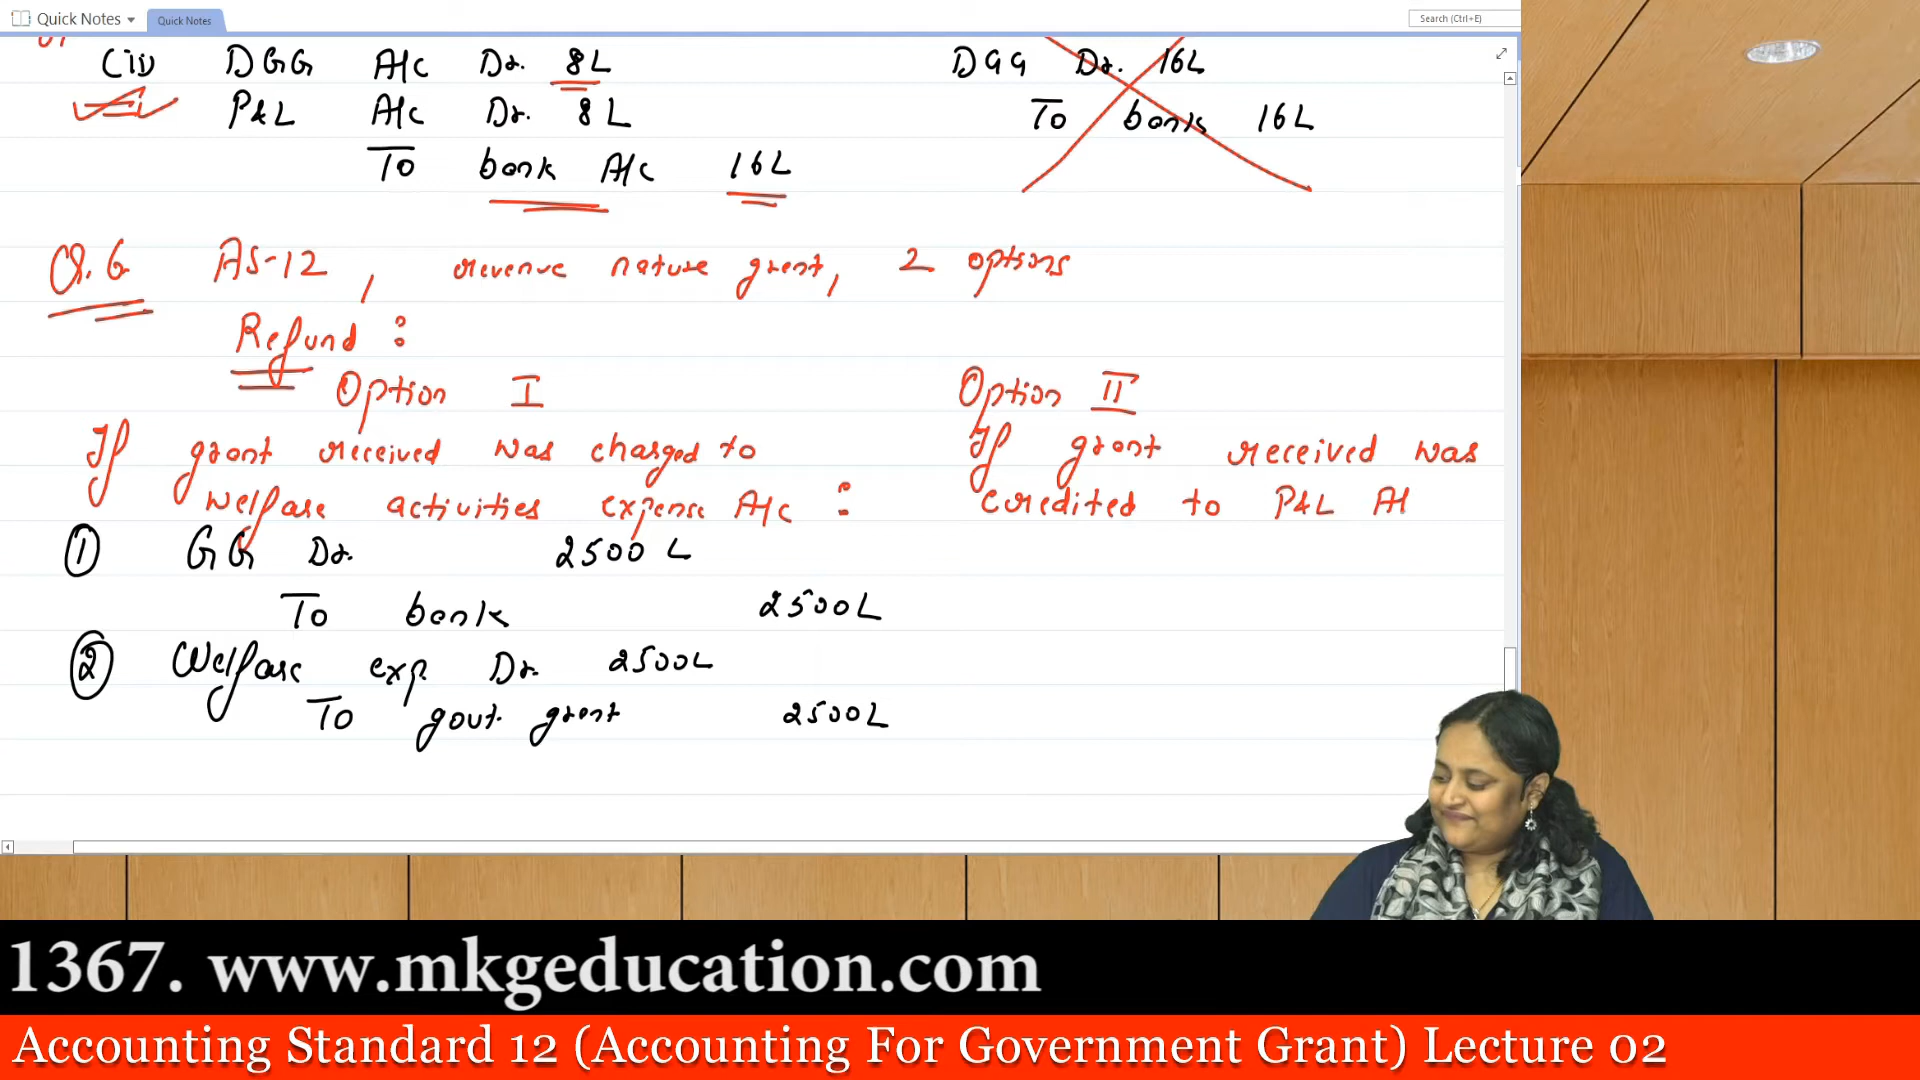 Quick Notes
Quick Notes
Search (Ctrl+E)
(ii) DGG A/c Dr. 8L
P&L A/c Dr. 8L
To bank A/c 16L
DGG Dr. 16L
To bank 16L
Q.6 AS-12, revenue nature grant, 2 options
Refund :
Option I
If grant received was charged to
welfare activities expense A/c :
① GG Dr. 2500 L
To bank 2500L
② Welfare exp Dr. 2500L
To govt. grant 2500L
Option II
If grant received was
credited to P&L A/
1367. www.mkgeducation.com
Accounting Standard 12 (Accounting For Government Grant) Lecture 02